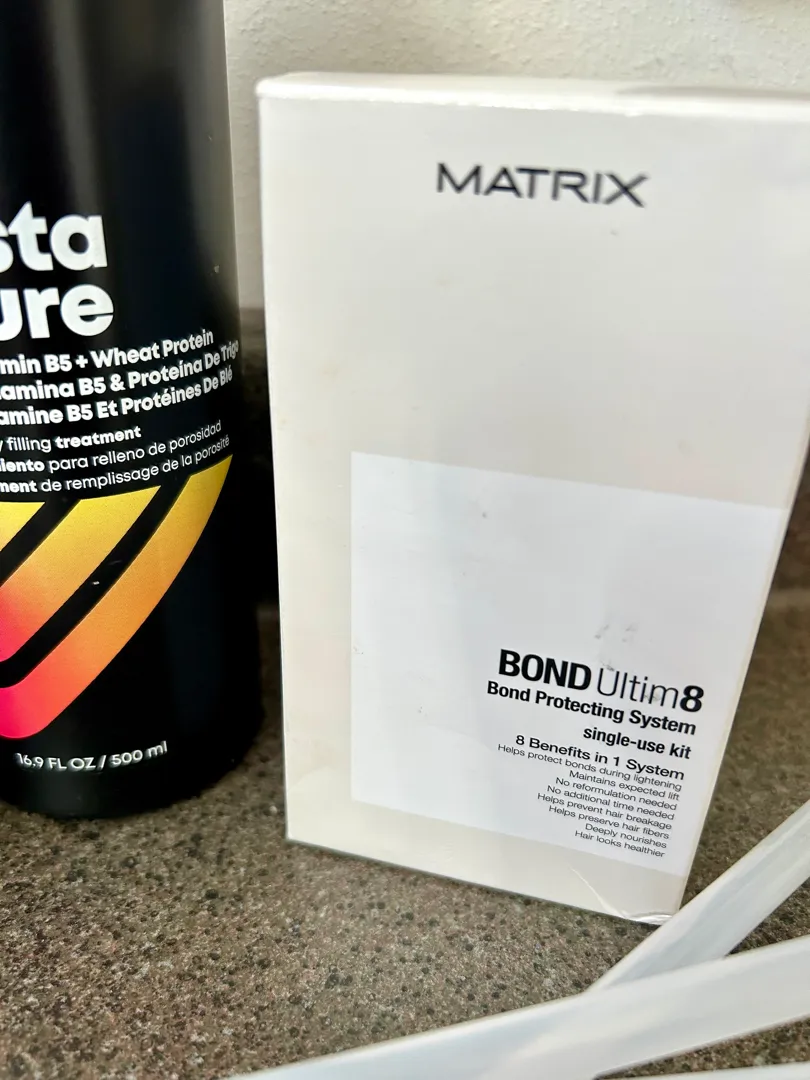 sta
ure
min B5 + Wheat Protein
amina B5 & Proteína De Trigo
amine B5 Et Protéines De Blé
filling treatment
iento para relleno de porosidad
ment de remplissage de la porosité
16.9 FL OZ / 500 ml
MATRIX
BOND Ultim8
Bond Protecting System
single-use kit
8 Benefits in 1 System
Helps protect bonds during lightening
Maintains expected lift
No reformulation needed
No additional time needed
Helps prevent hair breakage
Helps preserve hair fibers
Deeply nourishes
Hair looks healthier